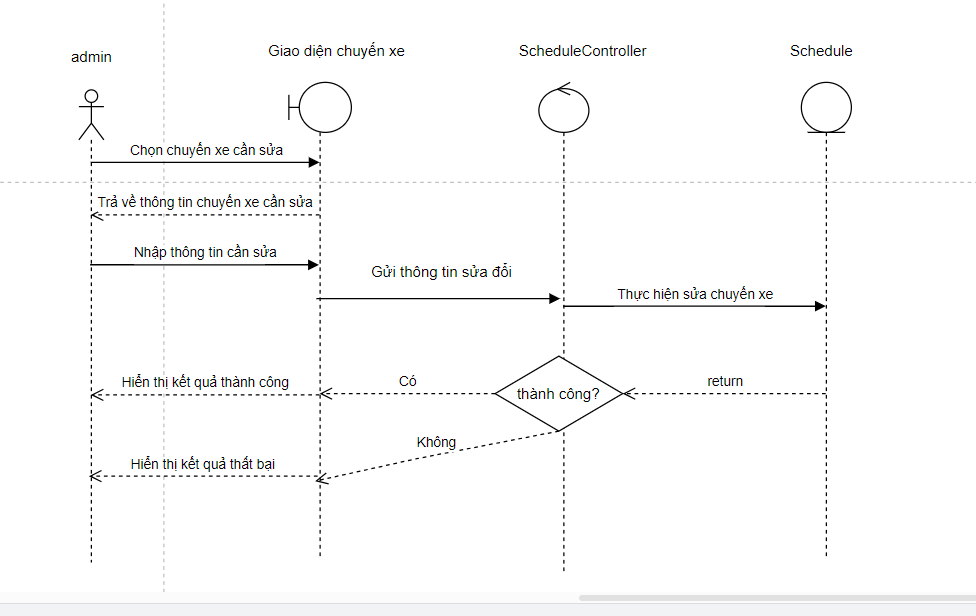 admin
Giao diện chuyến xe
ScheduleController
Schedule
Chọn chuyến xe cần sửa
Trả về thông tin chuyến xe cần sửa
Nhập thông tin cần sửa
Gửi thông tin sửa đổi
Thực hiện sửa chuyến xe
Hiển thị kết quả thành công
Có
thành công?
return
Không
Hiển thị kết quả thất bại